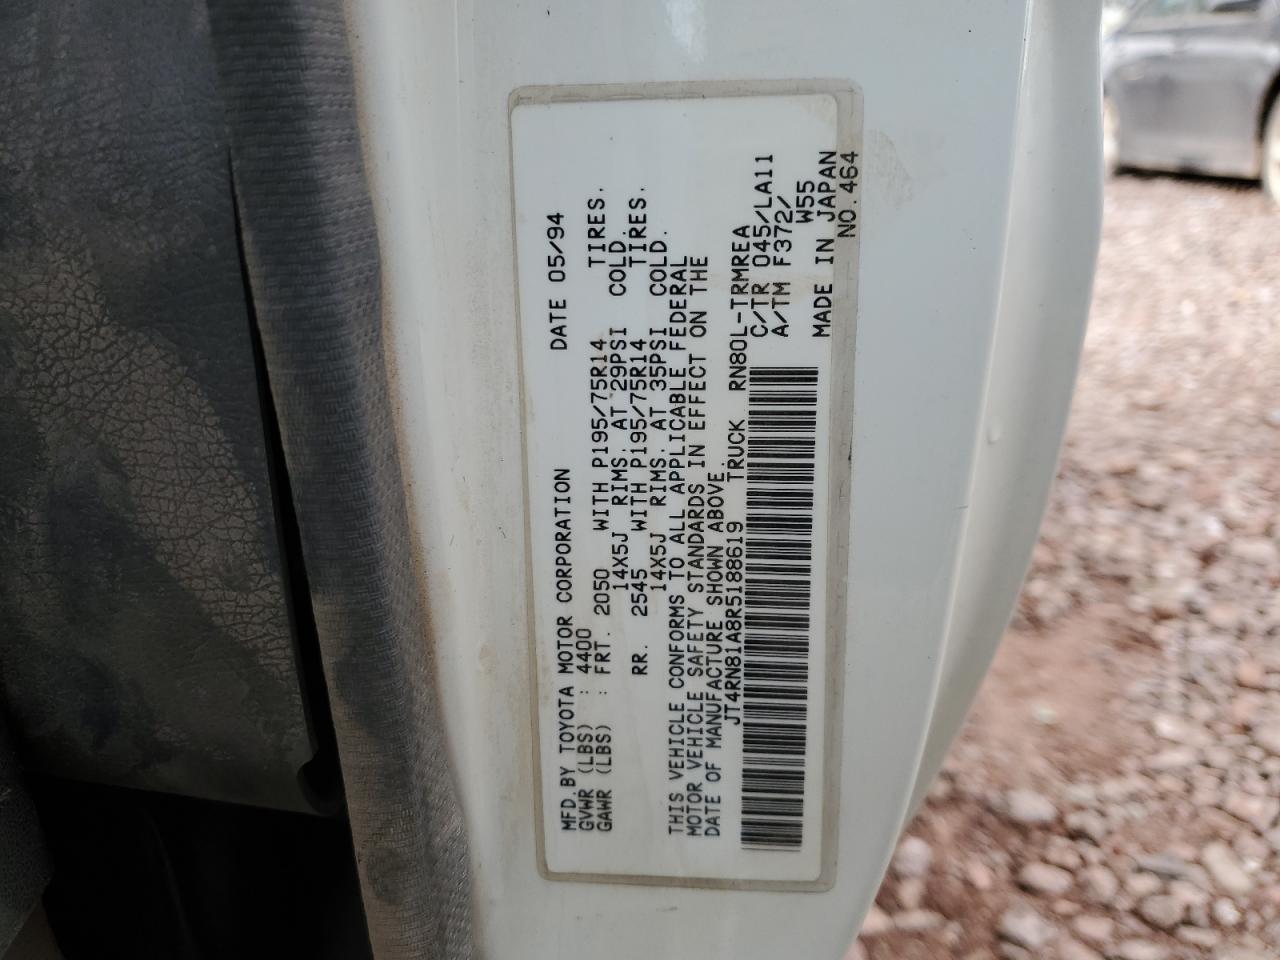 MFD. BY TOYOTA MOTOR CORPORATION DATE 05/94
GVWR (LBS) : 4400
GAWR (LBS) : FRT. 2050 WITH P195/75R14 TIRES.
14X5J RIMS. AT 29PSI COLD.
RR. 2545 WITH P195/75R14 TIRES.
14X5J RIMS. AT 35PSI COLD.
THIS VEHICLE CONFORMS TO ALL APPLICABLE FEDERAL
MOTOR VEHICLE SAFETY STANDARDS IN EFFECT ON THE
DATE OF MANUFACTURE SHOWN ABOVE.
JT4RN81A8R5188619 TRUCK RN80L-TRMREA
C/TR 045/LA11
A/TM F372/
W55
MADE IN JAPAN
NO.464